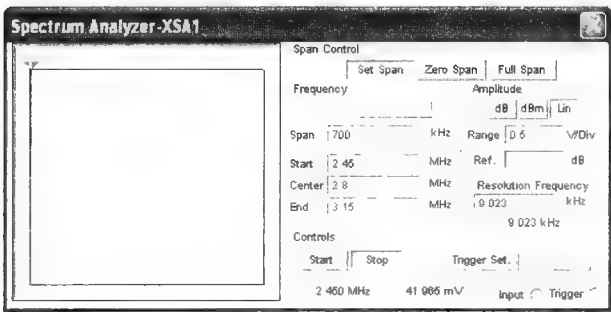 Spectrum Analyzer-XSA1
Span Control
Set Span Zero Span Full Span
Frequency
Amplitude
dB dBm Lin
Span 700 kHz
Range 0 5 V/Div
Start 2 45 MHz
Ref. dB
Center 2 8 MHz
Resolution Frequency
End 3 15 MHz
9 023 kHz
9 023 kHz
Controls
Start Stop
Trigger Set.
2 460 MHz 41 965 mV
Input Trigger